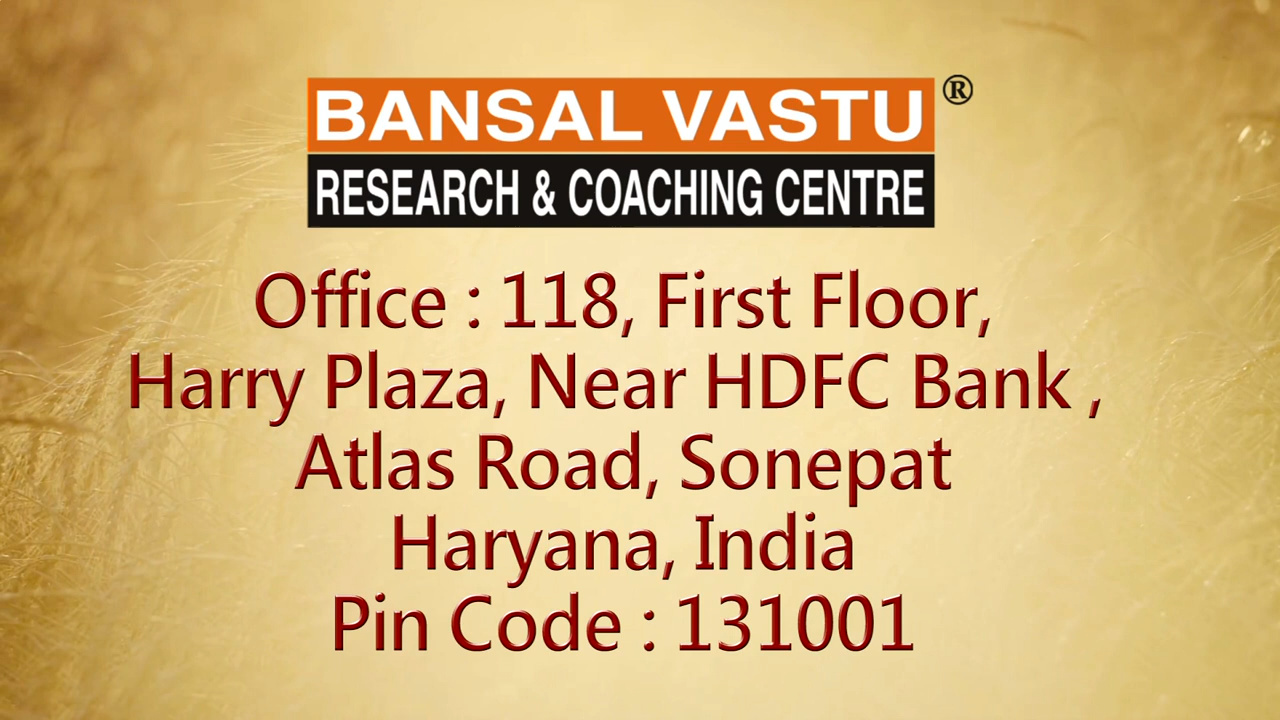 BANSAL VASTU ®
RESEARCH & COACHING CENTRE
Office : 118, First Floor,
Harry Plaza, Near HDFC Bank ,
Atlas Road, Sonepat
Haryana, India
Pin Code : 131001